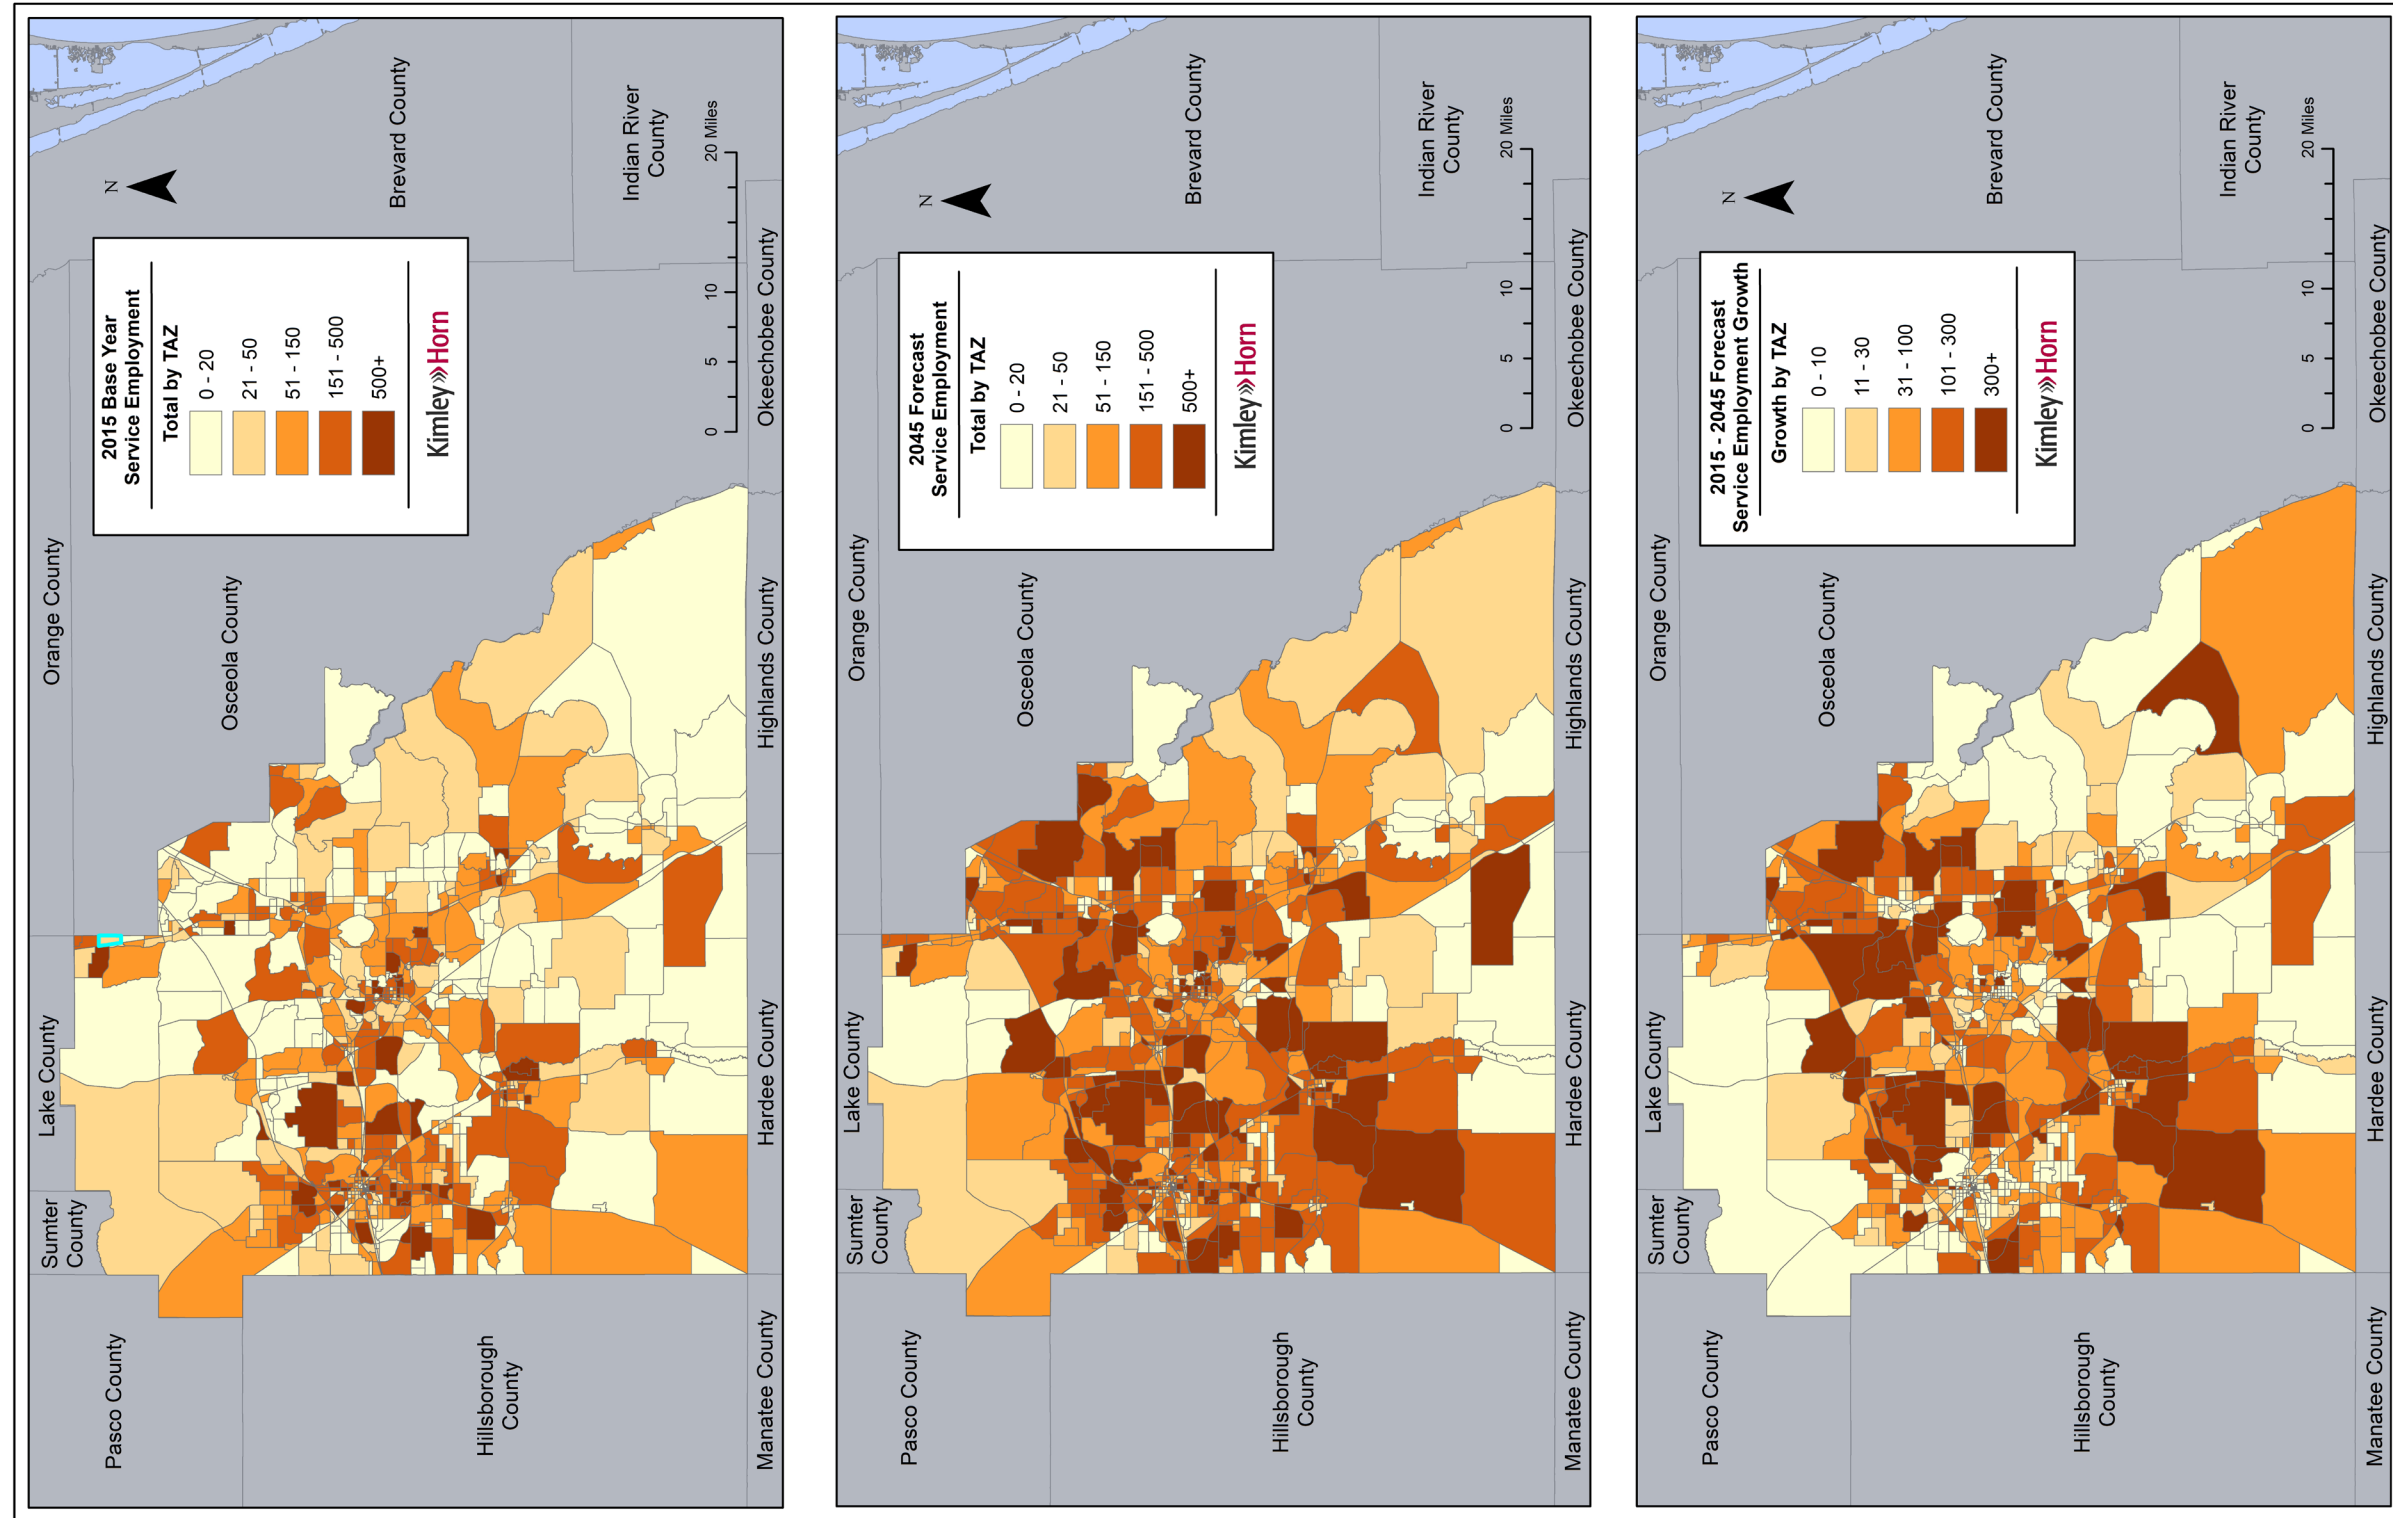 Pasco County
Sumter
County
Lake County
Orange County
Osceola County
Hillsborough
County
Brevard County
Indian River
County
Manatee County
Hardee County
Highlands County
Okeechobee County
N
2015 Base Year
Service Employment
Total by TAZ
0 - 20
21 - 50
51 - 150
151 - 500
500+
Kimley»Horn
0 5 10 20 Miles
Pasco County
Sumter
County
Lake County
Orange County
Osceola County
Hillsborough
County
Brevard County
Indian River
County
Manatee County
Hardee County
Highlands County
Okeechobee County
N
2045 Forecast
Service Employment
Total by TAZ
0 - 20
21 - 50
51 - 150
151 - 500
500+
Kimley»Horn
0 5 10 20 Miles
Pasco County
Sumter
County
Lake County
Orange County
Osceola County
Hillsborough
County
Brevard County
Indian River
County
Manatee County
Hardee County
Highlands County
Okeechobee County
N
2015 - 2045 Forecast
Service Employment Growth
Growth by TAZ
0 - 10
11 - 30
31 - 100
101 - 300
300+
Kimley»Horn
0 5 10 20 Miles